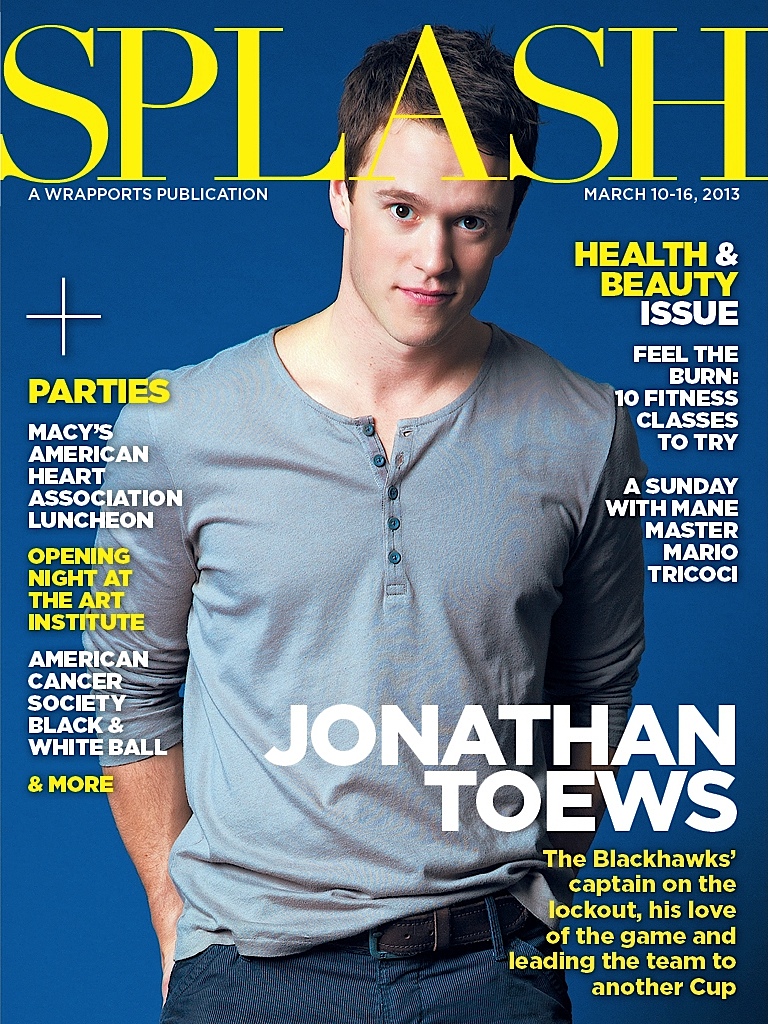 SPLASH
A WRAPPORTS PUBLICATION
MARCH 10-16, 2013
HEALTH &
BEAUTY
ISSUE
FEEL THE
BURN:
10 FITNESS
CLASSES
TO TRY
A SUNDAY
WITH MANE
MASTER
MARIO
TRICOCI
PARTIES
MACY'S
AMERICAN
HEART
ASSOCIATION
LUNCHEON
OPENING
NIGHT AT
THE ART
INSTITUTE
AMERICAN
CANCER
SOCIETY
BLACK &
WHITE BALL
& MORE
JONATHAN
TOEWS
The Blackhawks'
captain on the
lockout, his love
of the game and
leading the team to
another Cup